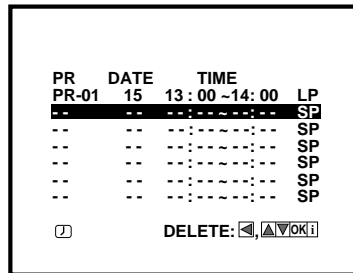 PR DATE TIME
PR-01 15 13 : 00 ~14: 00 LP
- - - - - - : - - ~ - - : - - SP
- - - - - - : - - ~ - - : - - SP
- - - - - - : - - ~ - - : - - SP
- - - - - - : - - ~ - - : - - SP
- - - - - - : - - ~ - - : - - SP
- - - - - - : - - ~ - - : - - SP
DELETE: ◀, ▲▼OK i